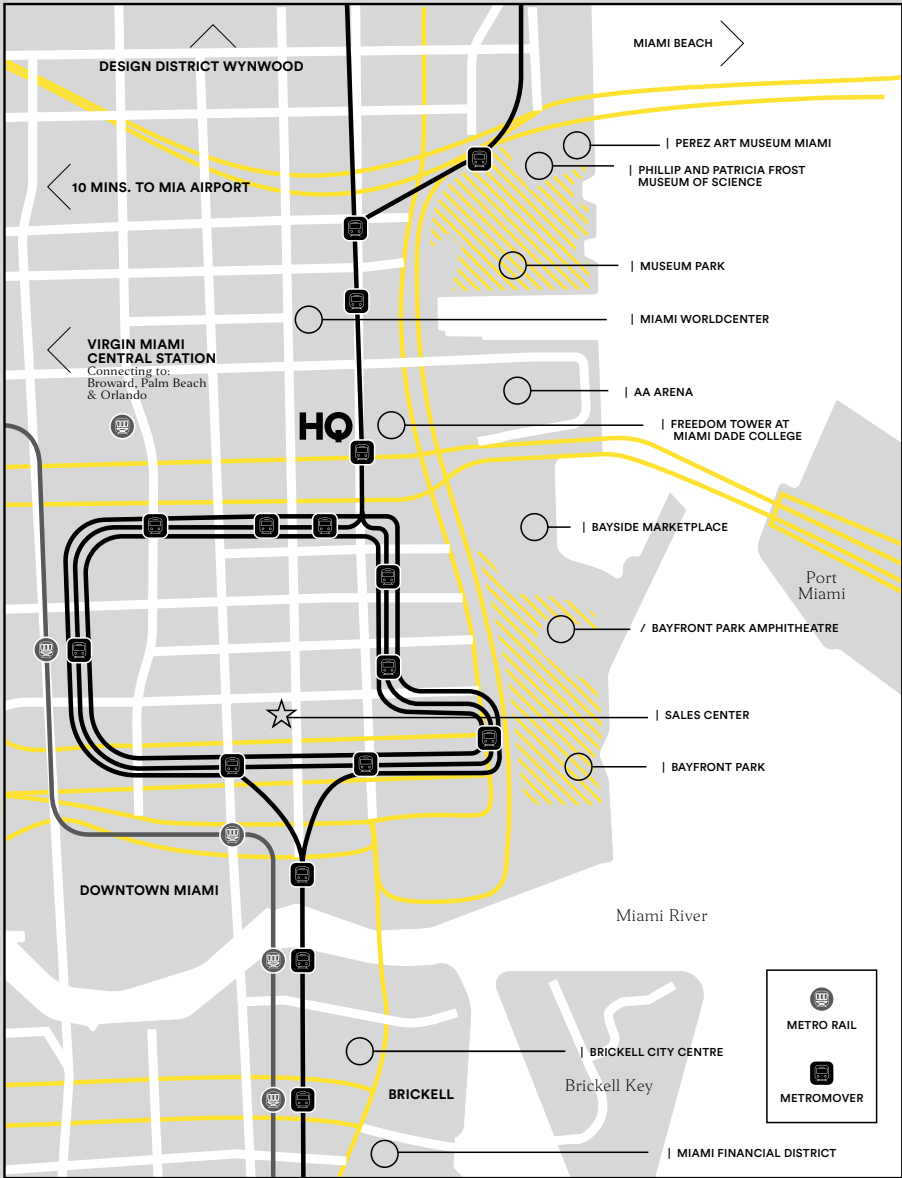 MIAMI BEACH
DESIGN DISTRICT WYNWOOD
| PEREZ ART MUSEUM MIAMI
| PHILLIP AND PATRICIA FROST
MUSEUM OF SCIENCE
10 MINS. TO MIA AIRPORT
| MUSEUM PARK
| MIAMI WORLDCENTER
VIRGIN MIAMI
CENTRAL STATION
Connecting to:
Broward, Palm Beach
& Orlando
| AA ARENA
HQ
| FREEDOM TOWER AT
MIAMI DADE COLLEGE
| BAYSIDE MARKETPLACE
Port
Miami
/ BAYFRONT PARK AMPHITHEATRE
| SALES CENTER
| BAYFRONT PARK
DOWNTOWN MIAMI
Miami River
METRO RAIL
| BRICKELL CITY CENTRE
Brickell Key
BRICKELL
METROMOVER
| MIAMI FINANCIAL DISTRICT